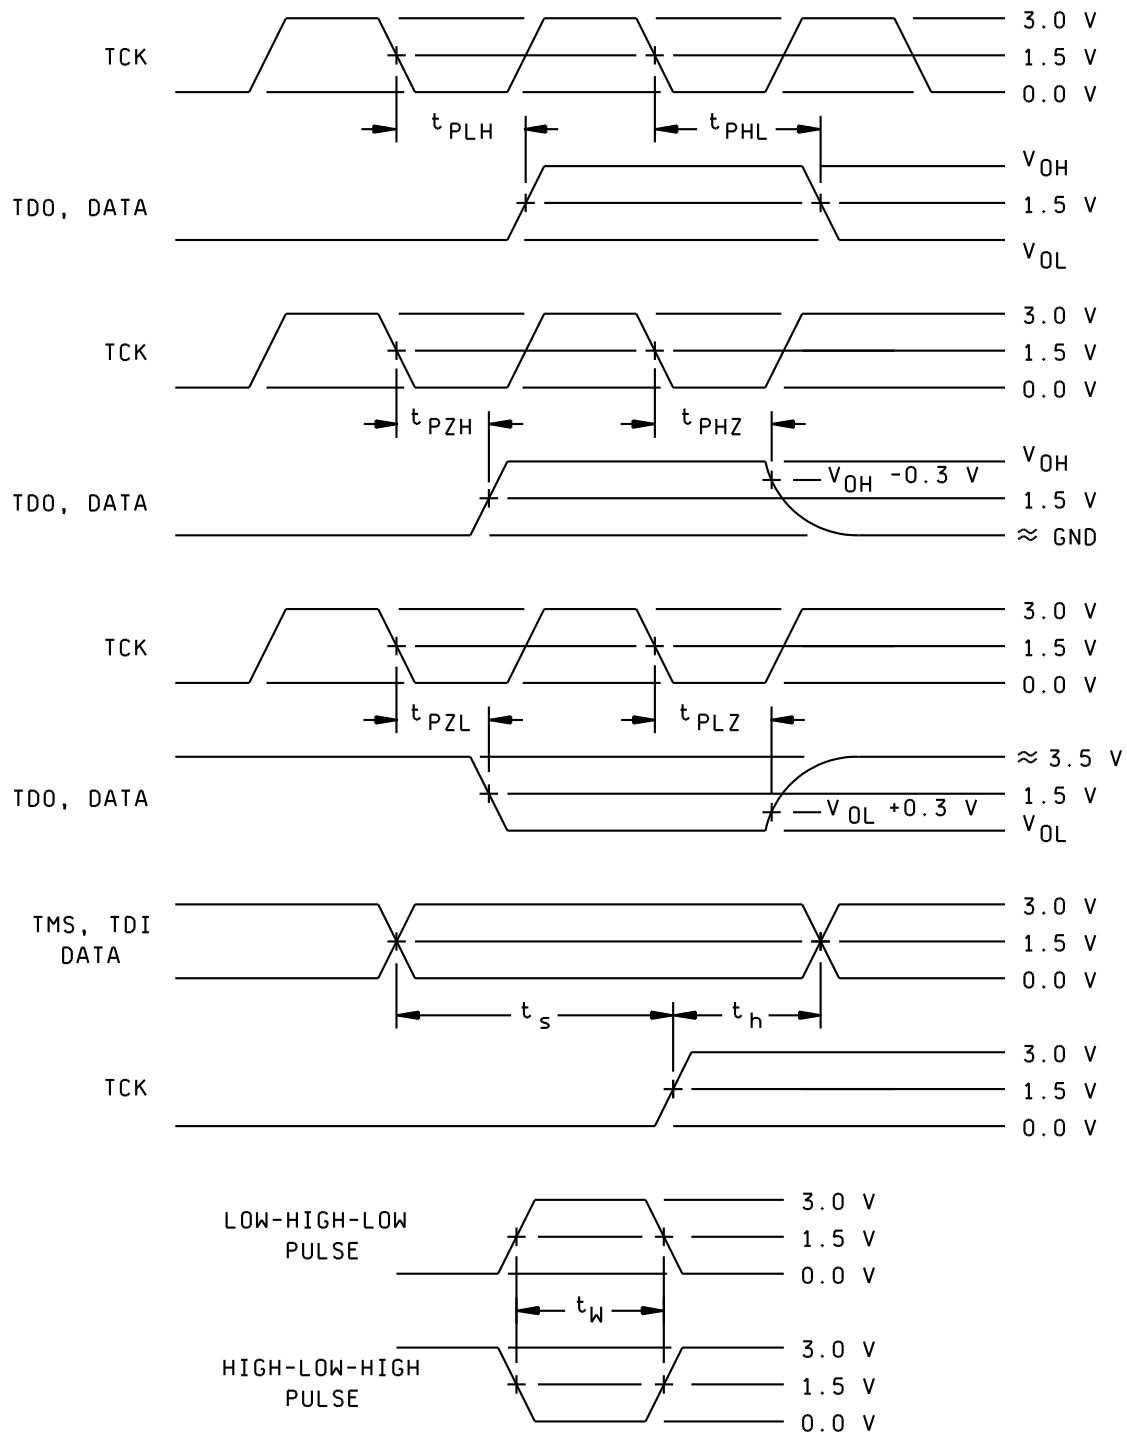 3.0 V
TCK 1.5 V
0.0 V
tPLH tPHL
VOH
TDO, DATA 1.5 V
VOL
3.0 V
TCK 1.5 V
0.0 V
tPZH tPHZ
VOH
VOH -0.3 V
TDO, DATA 1.5 V
≈ GND
3.0 V
TCK 1.5 V
0.0 V
tPZL tPLZ
≈ 3.5 V
TDO, DATA 1.5 V
VOL +0.3 V
VOL
3.0 V
TMS, TDI
DATA 1.5 V
0.0 V
ts th
3.0 V
TCK 1.5 V
0.0 V
3.0 V
LOW-HIGH-LOW
PULSE 1.5 V
0.0 V
tW
3.0 V
HIGH-LOW-HIGH
PULSE 1.5 V
0.0 V